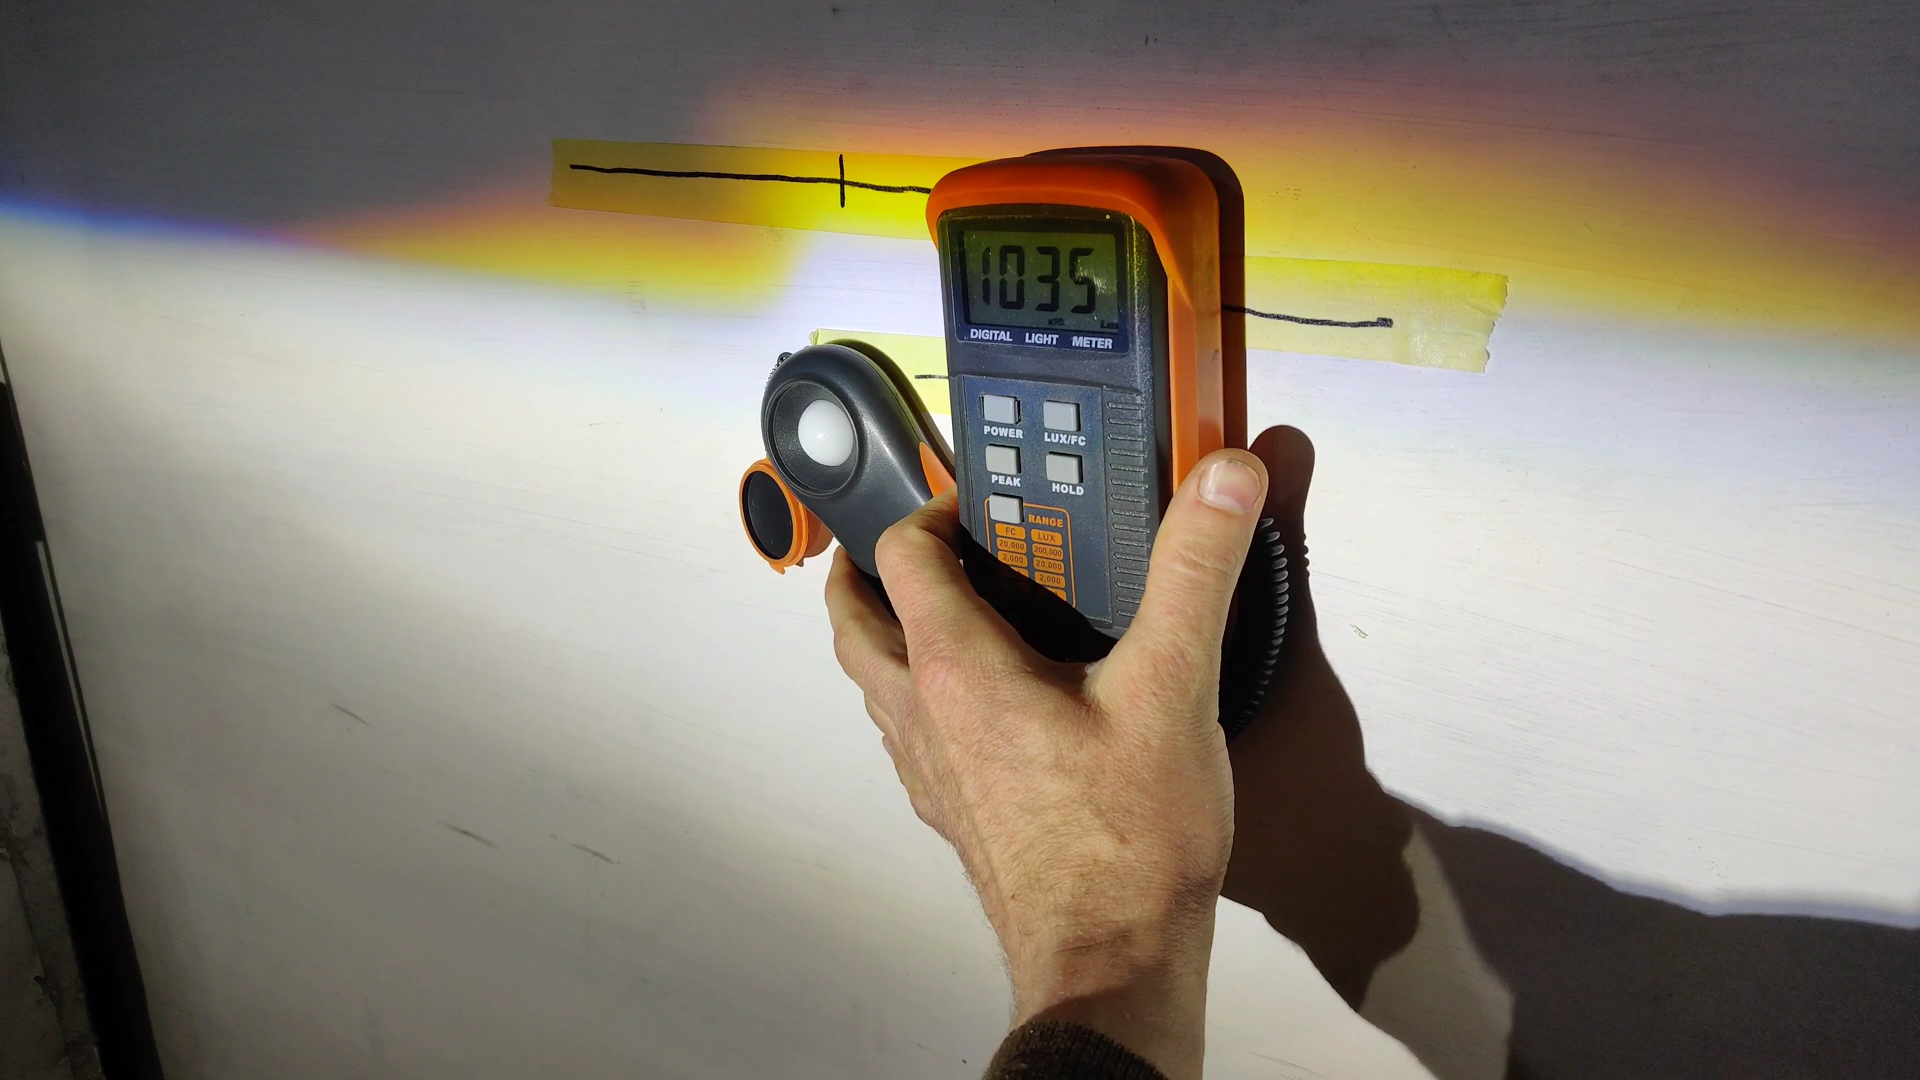 1035
x10 Lux
DIGITAL LIGHT METER
POWER LUX/FC
PEAK HOLD
RANGE
FC LUX
20,000 200,000
2,000 20,000
2,000